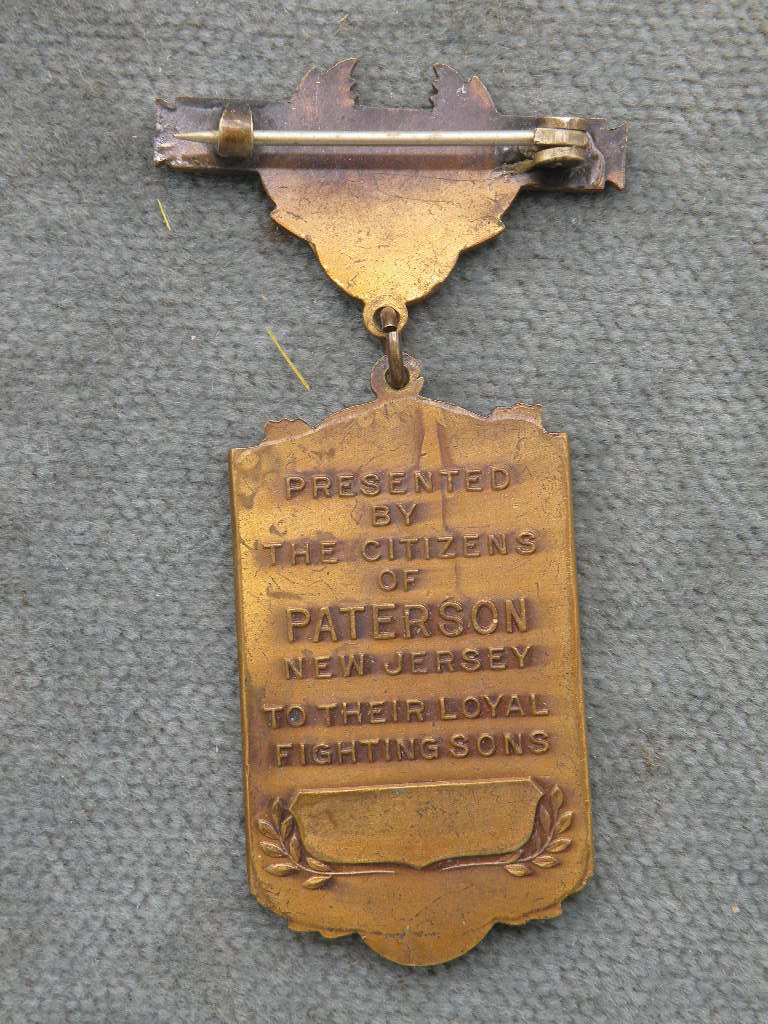 PRESENTED
BY
THE CITIZENS
OF
PATERSON
NEW JERSEY
TO THEIR LOYAL
FIGHTING SONS